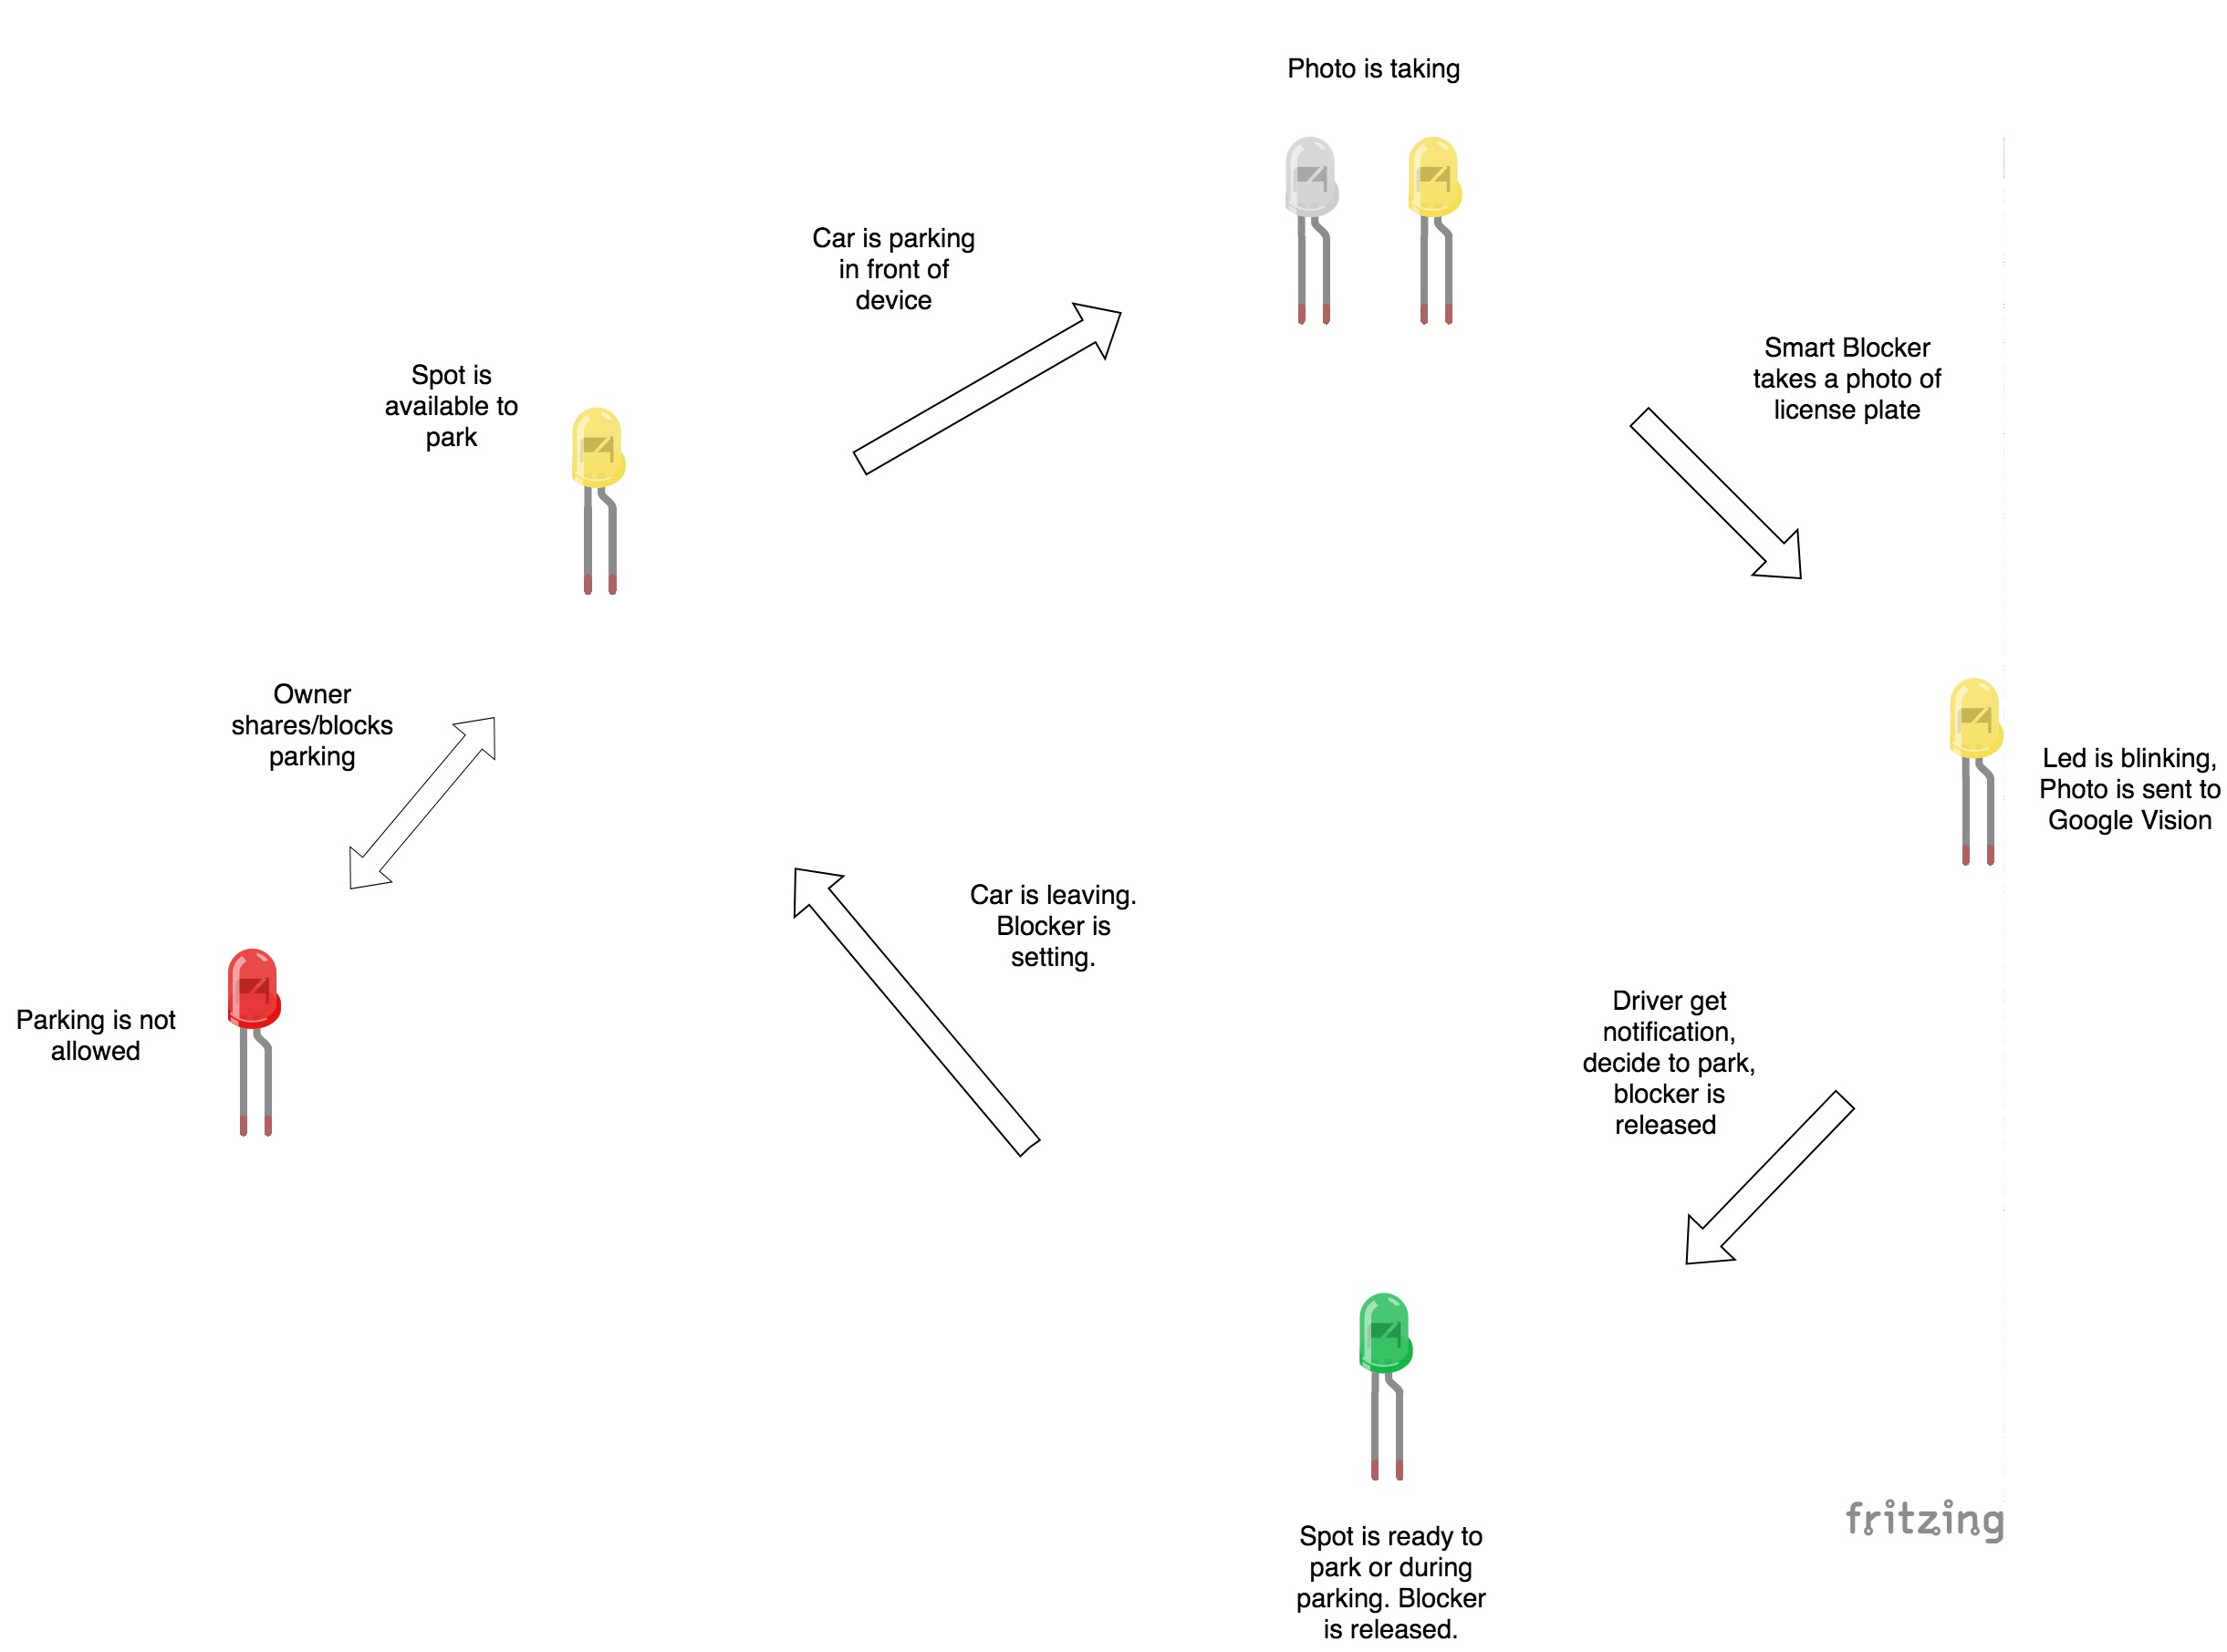 Photo is taking
Car is parking
in front of
device
Smart Blocker
takes a photo of
license plate
Spot is
available to
park
Owner
shares/blocks
parking
Led is blinking,
Photo is sent to
Google Vision
Car is leaving.
Blocker is
setting.
Parking is not
allowed
Driver get
notification,
decide to park,
blocker is
released
Spot is ready to
park or during
parking. Blocker
is released.
fritzing